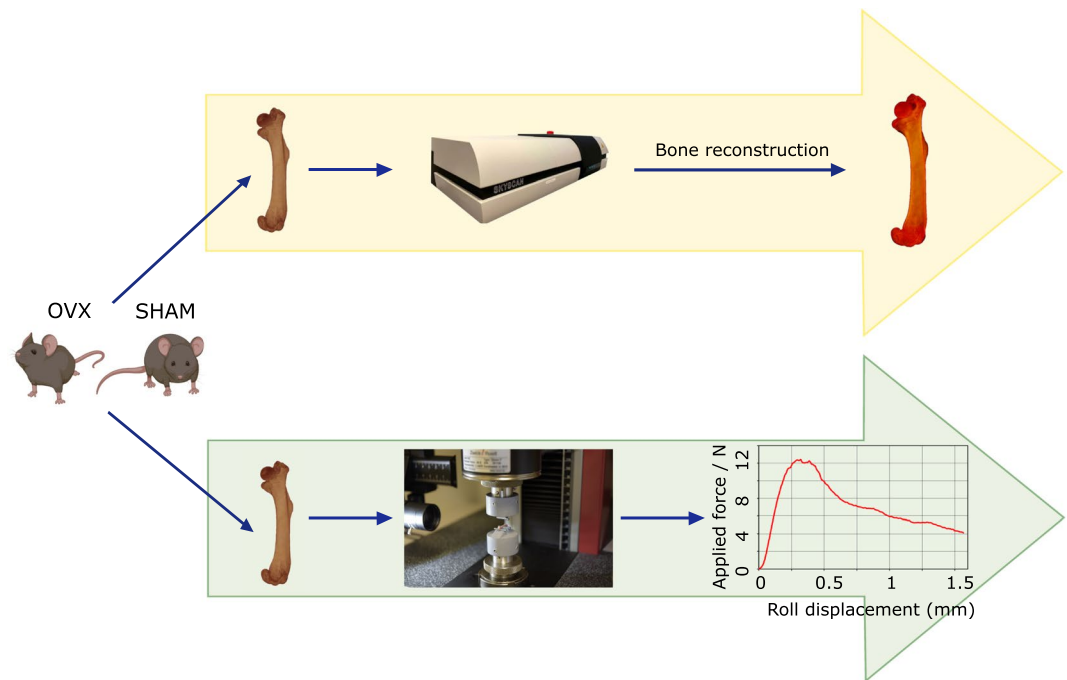 Bone reconstruction
SKYSCAN
OVX
SHAM
Applied force / N
12
8
4
0
0
0.5
1
1.5
Roll displacement (mm)